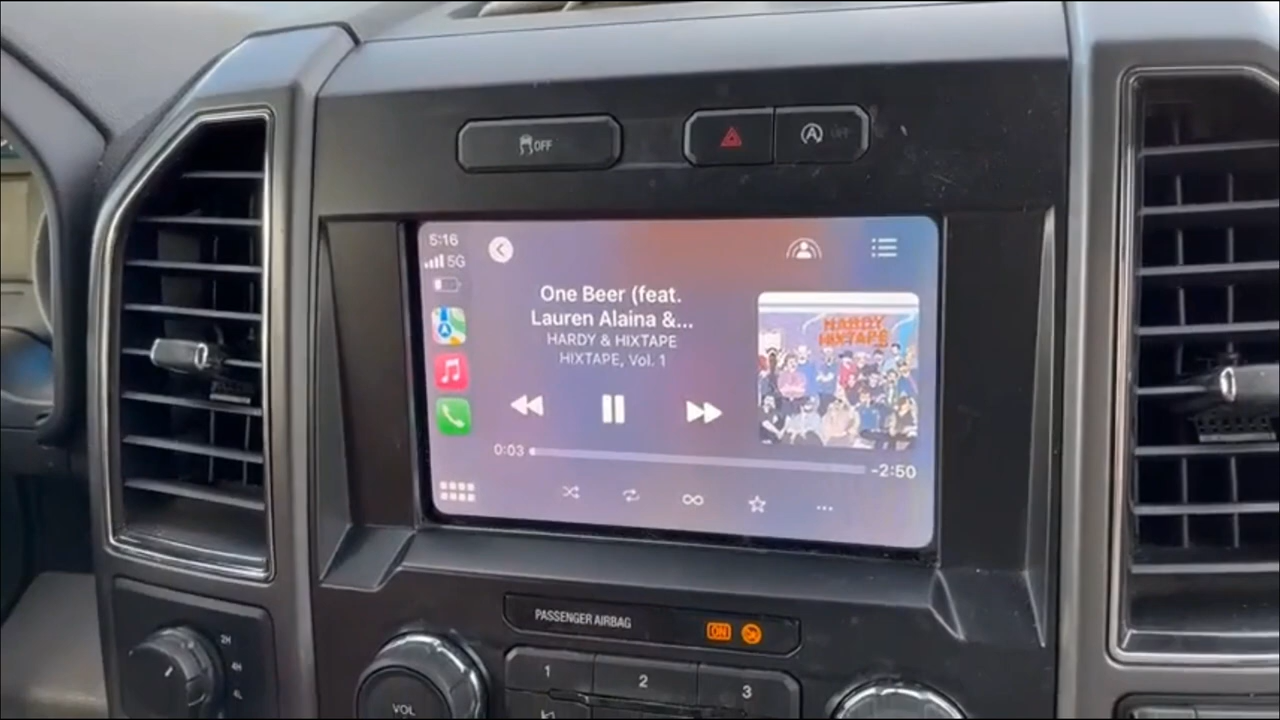 OFF
A OFF
5:16
5G
One Beer (feat.
Lauren Alaina &...
HARDY & HIXTAPE
HIXTAPE, Vol. 1
HARDY
HIXTAPE
0:03
-2:50
PASSENGER AIRBAG
ON
2H
4H
4L
1
2
3
VOL